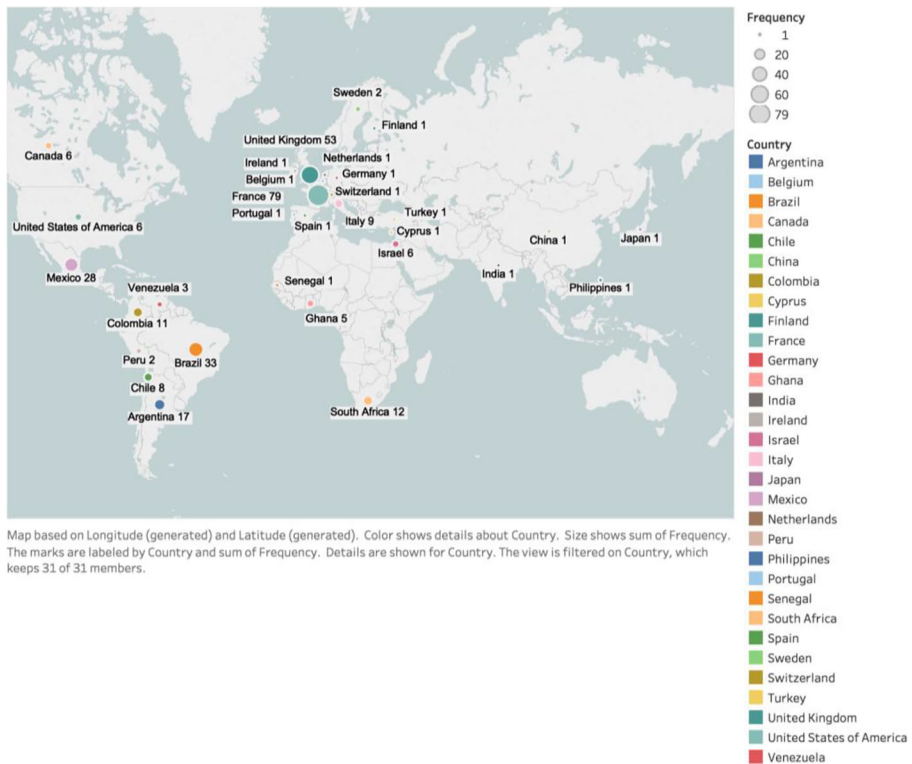 Sweden 2
Finland 1
United Kingdom 53
Canada 6
Netherlands 1
Ireland 1
Germany 1
Belgium 1
Switzerland 1
France 79
Portugal 1
Turkey 1
Italy 9
Spain 1
United States of America 6
Cyprus 1
China 1
Japan 1
Israel 6
Mexico 28
India 1
Senegal 1
Venezuela 3
Philippines 1
Ghana 5
Colombia 11
Peru 2
Brazil 33
Chile 8
South Africa 12
Argentina 17
Map based on Longitude (generated) and Latitude (generated). Color shows details about Country. Size shows sum of Frequency.
The marks are labeled by Country and sum of Frequency. Details are shown for Country. The view is filtered on Country, which
keeps 31 of 31 members.
Frequency
1
20
40
60
79
Country
Argentina
Belgium
Brazil
Canada
Chile
China
Colombia
Cyprus
Finland
France
Germany
Ghana
India
Ireland
Israel
Italy
Japan
Mexico
Netherlands
Peru
Philippines
Portugal
Senegal
South Africa
Spain
Sweden
Switzerland
Turkey
United Kingdom
United States of America
Venezuela